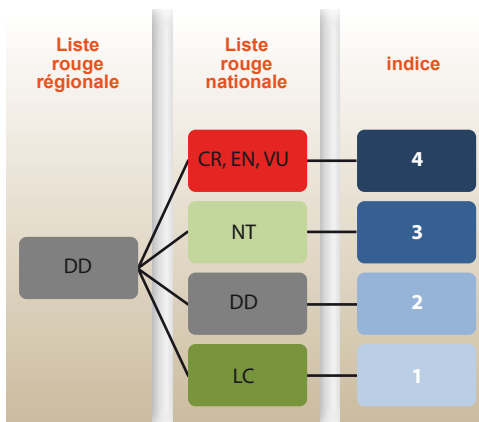 Liste
rouge
régionale
Liste
rouge
nationale
indice
CR, EN, VU
4
NT
3
DD
DD
2
LC
1